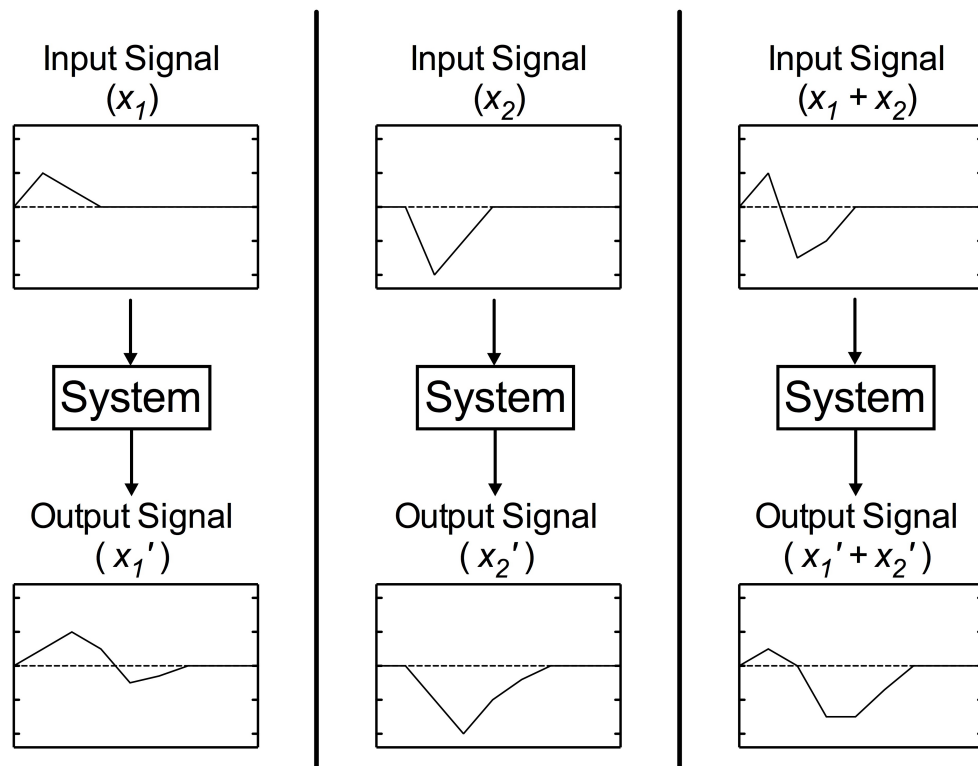 Input Signal
(x₁)
System
Output Signal
( x₁′ )
Input Signal
(x₂)
System
Output Signal
( x₂′ )
Input Signal
(x₁ + x₂)
System
Output Signal
( x₁′ + x₂′ )